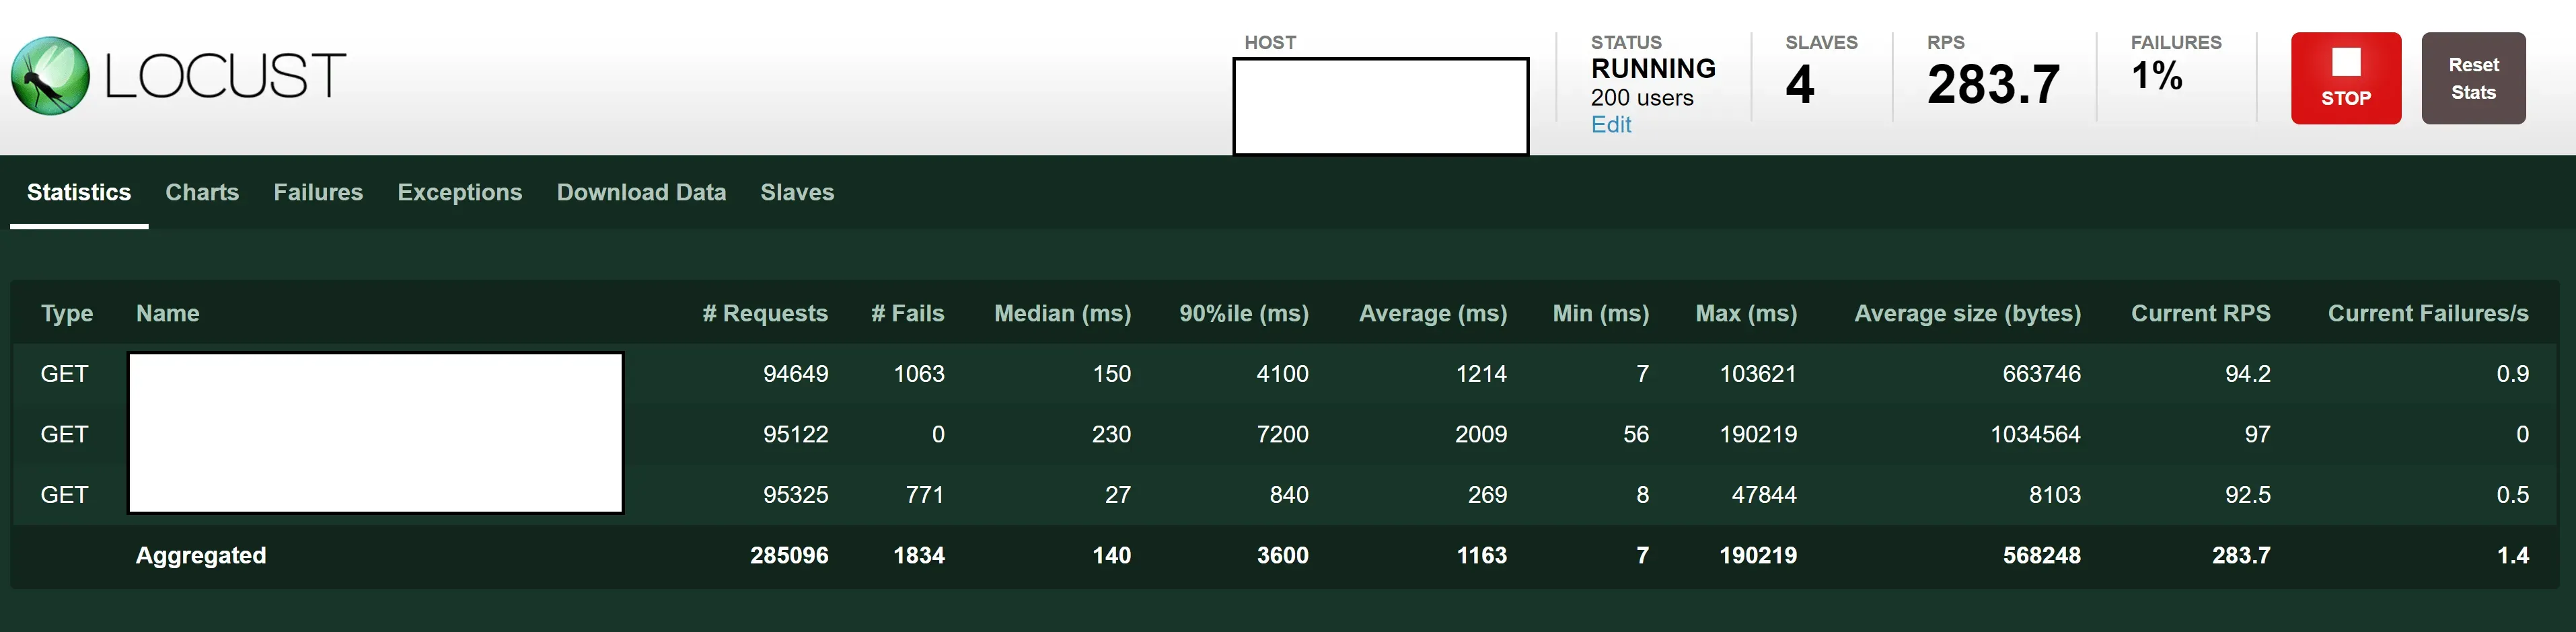 LOCUST
HOST
STATUS
RUNNING
200 users
Edit
SLAVES
4
RPS
283.7
FAILURES
1%
STOP
Reset
Stats
Statistics Charts Failures Exceptions Download Data Slaves
Type Name # Requests # Fails Median (ms) 90%ile (ms) Average (ms) Min (ms) Max (ms) Average size (bytes) Current RPS Current Failures/s
GET 94649 1063 150 4100 1214 7 103621 663746 94.2 0.9
GET 95122 0 230 7200 2009 56 190219 1034564 97 0
GET 95325 771 27 840 269 8 47844 8103 92.5 0.5
Aggregated 285096 1834 140 3600 1163 7 190219 568248 283.7 1.4